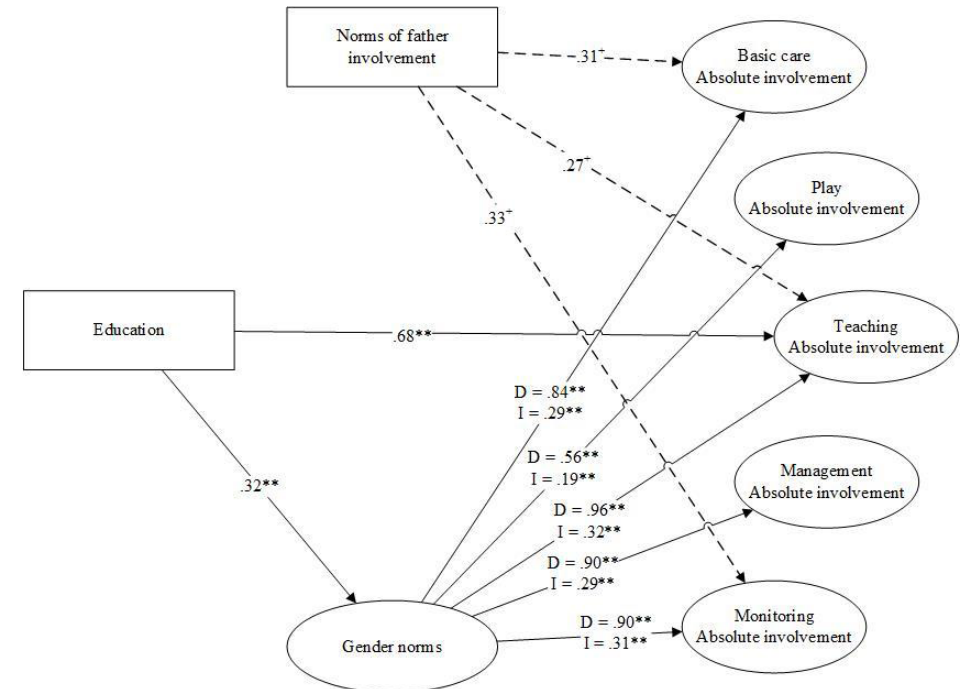 Norms of father
involvement
.31+
Basic care
Absolute involvement
.27+
Play
Absolute involvement
.33+
Education
.68**
Teaching
Absolute involvement
D = .84**
I = .29**
D = .56**
I = .19**
Management
Absolute involvement
.32**
D = .96**
I = .32**
D = .90**
I = .29**
Gender norms
D = .90**
I = .31**
Monitoring
Absolute involvement